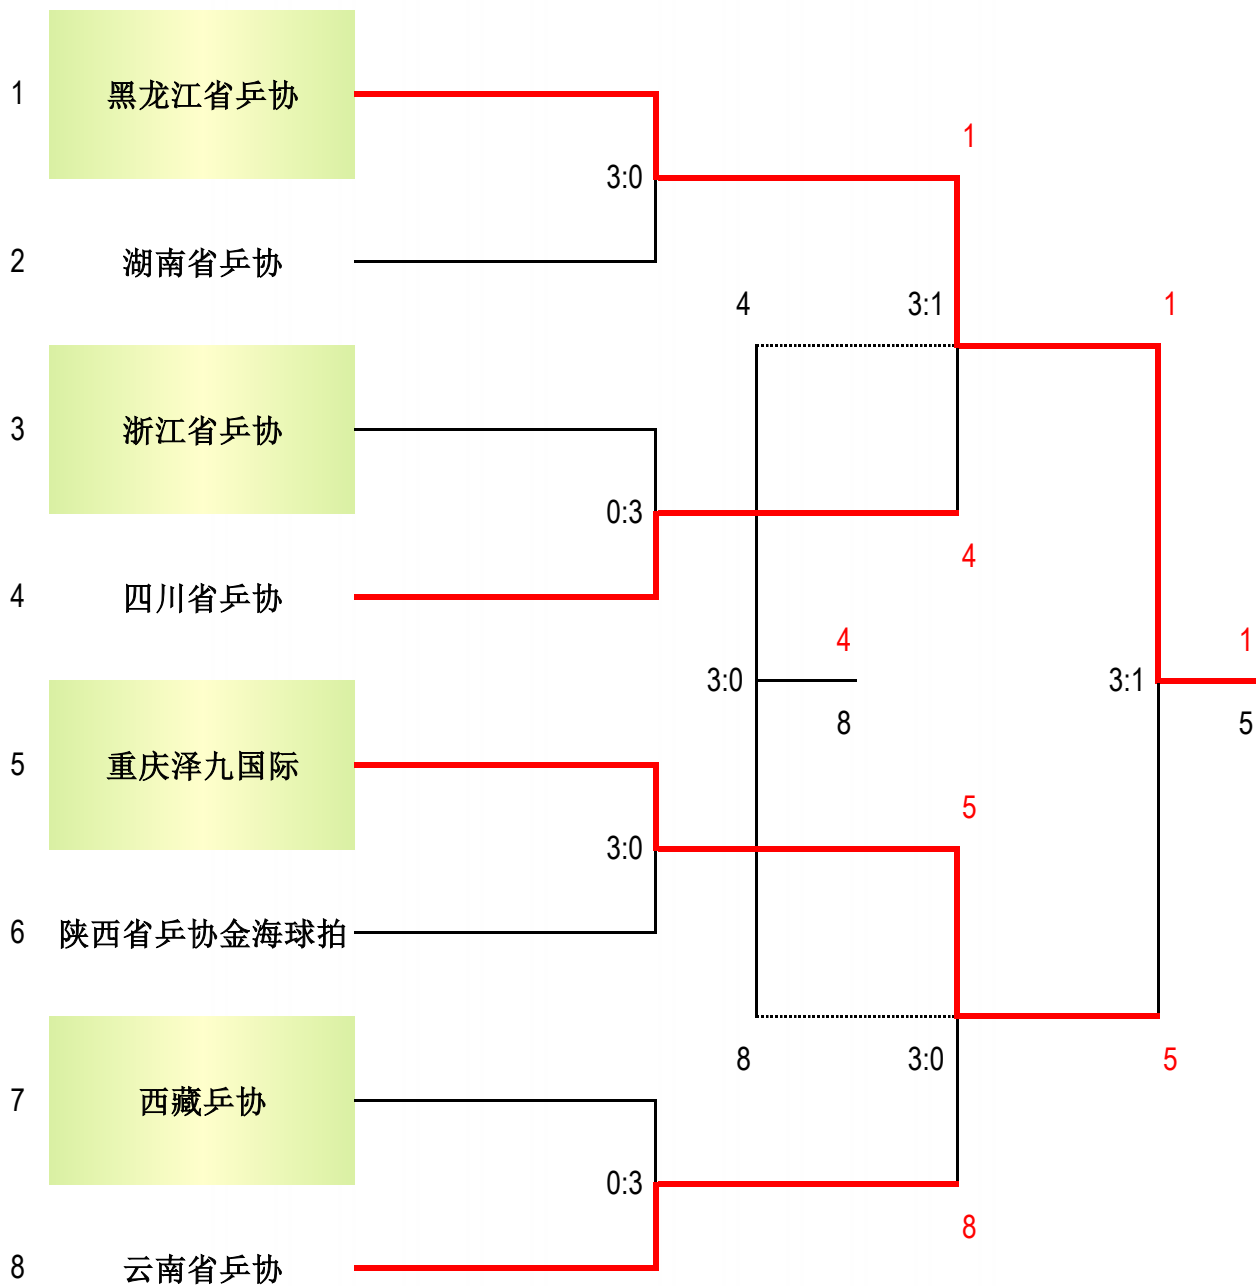 1 黑龙江省乒协
1
3:0
2 湖南省乒协
4 3:1 1
3 浙江省乒协
0:3
4
4 四川省乒协
4 1
3:0 3:1
8 5
5 重庆泽九国际
5
3:0
6 陕西省乒协金海球拍
8 3:0 5
7 西藏乒协
0:3
8
8 云南省乒协